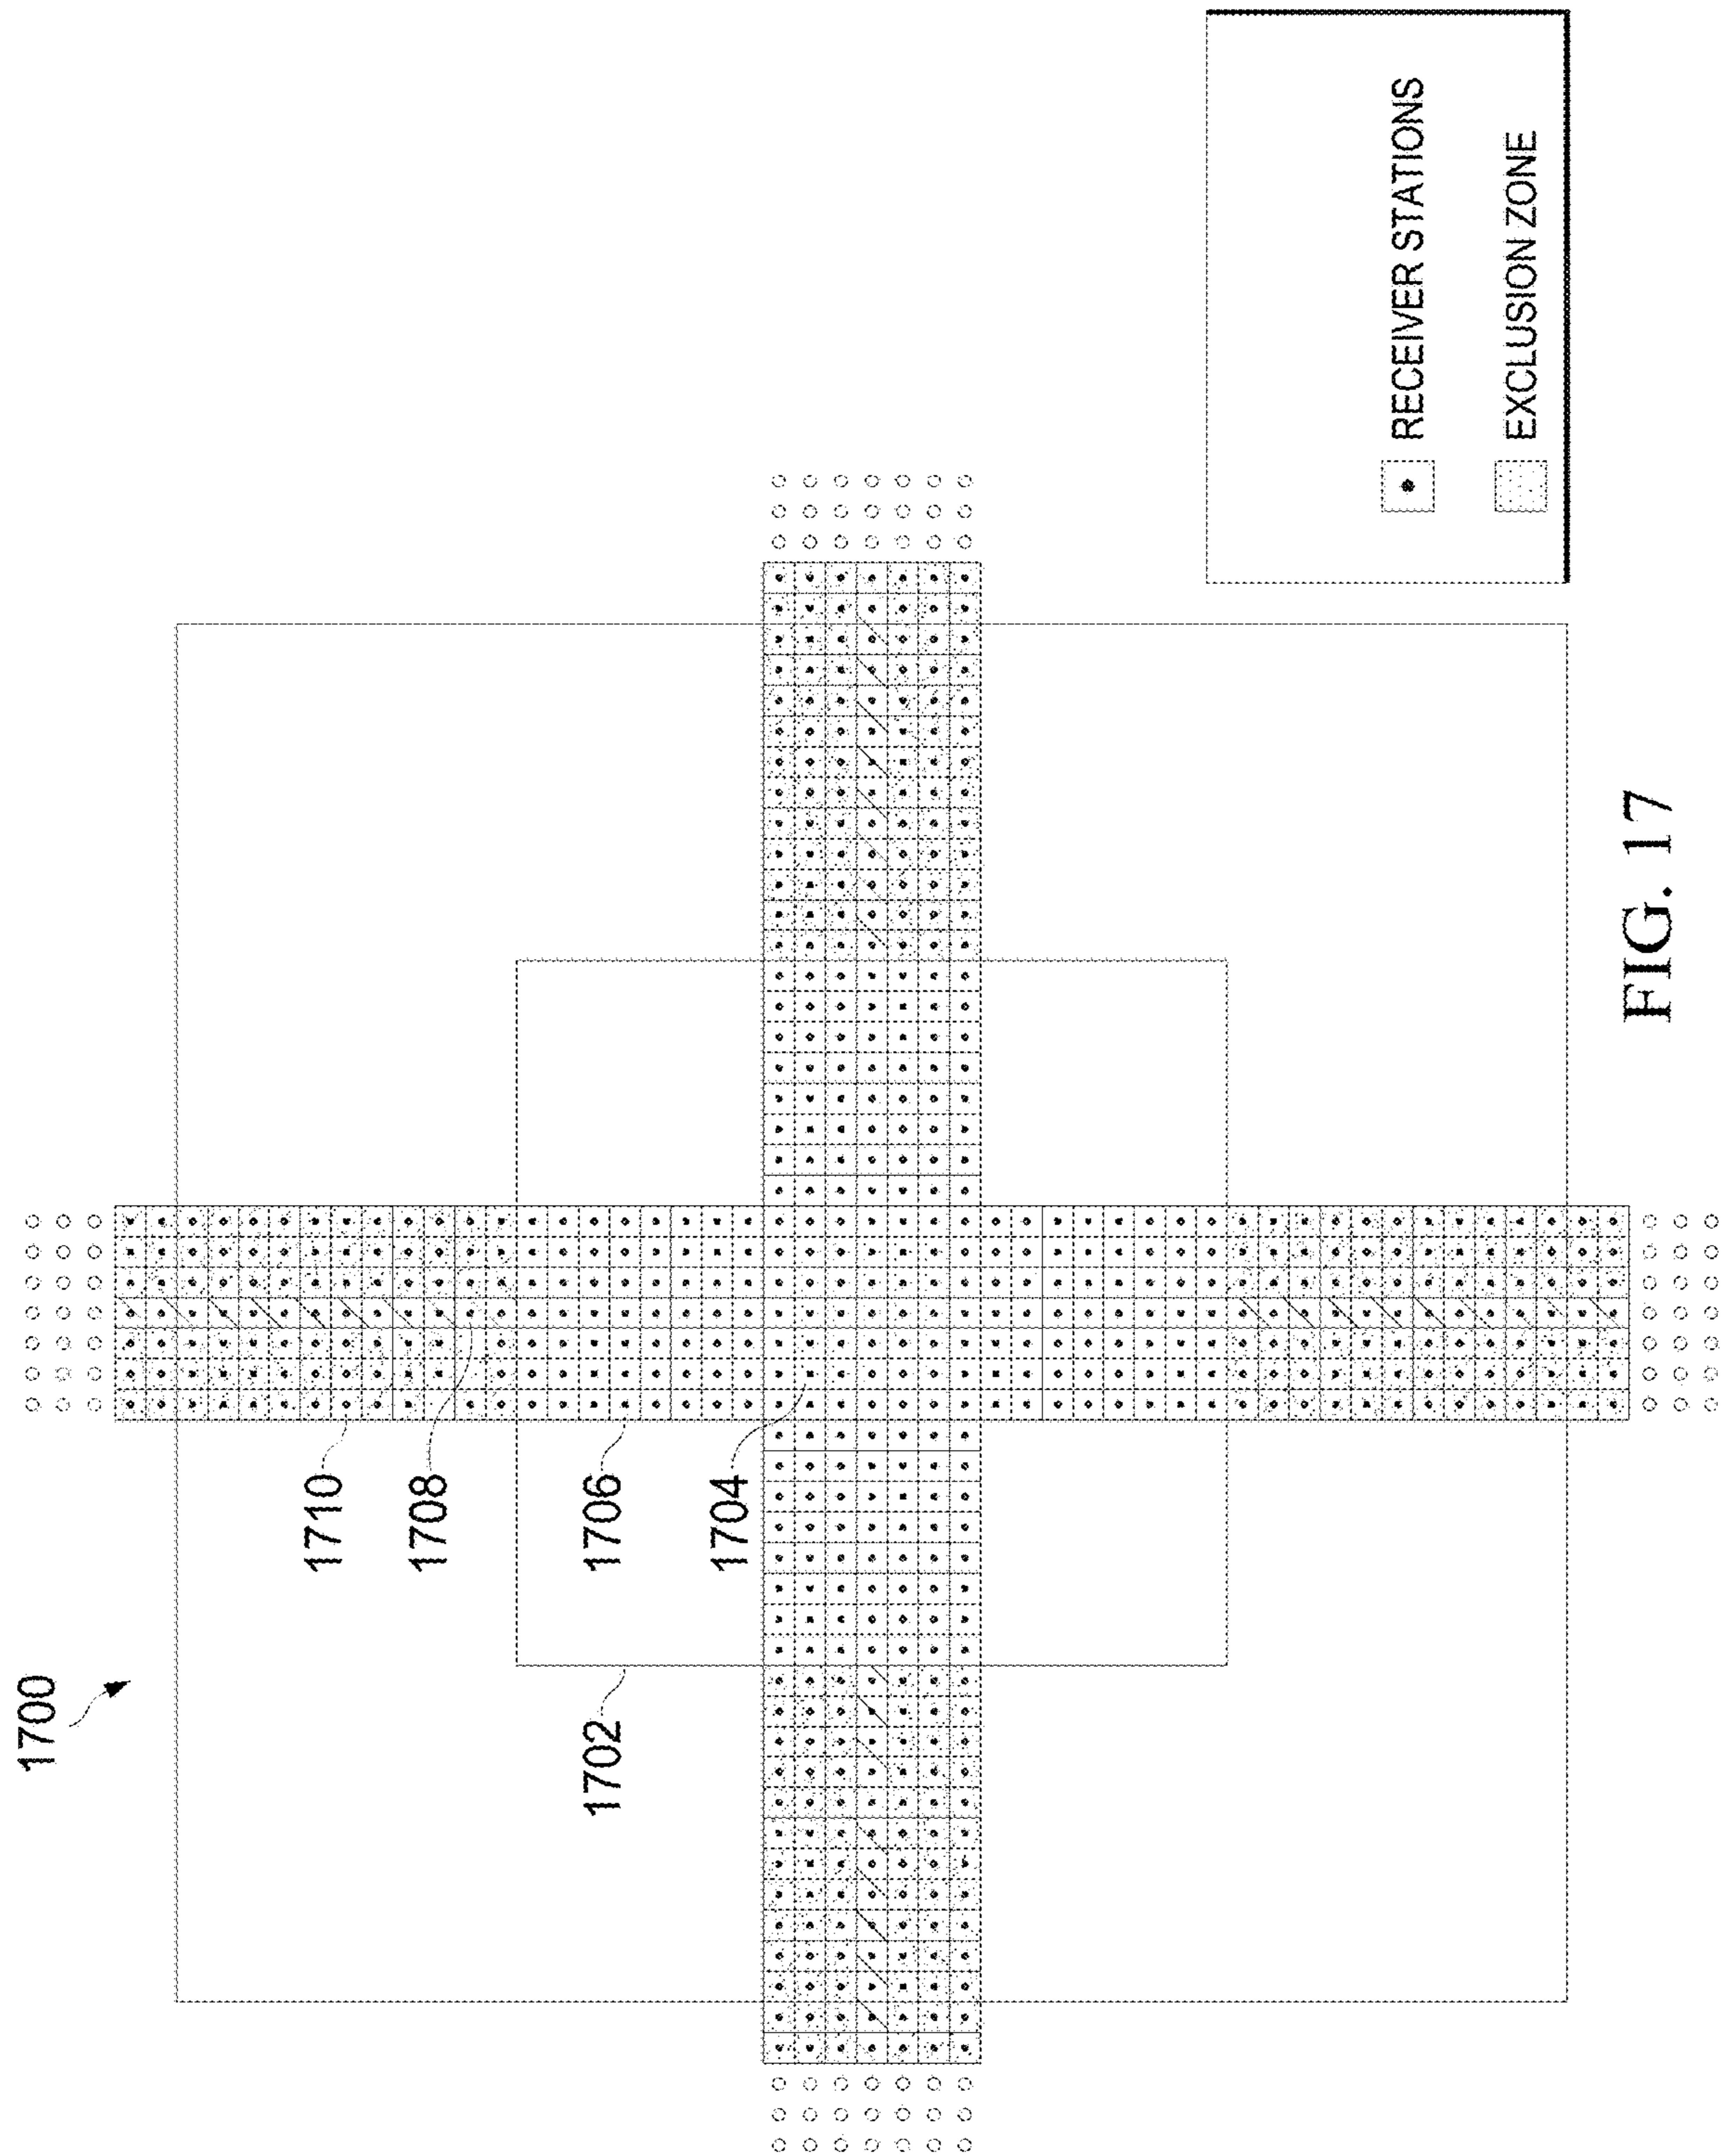 1700
1702
1710
1708
1706
1704
RECEIVER STATIONS
EXCLUSION ZONE
FIG. 17